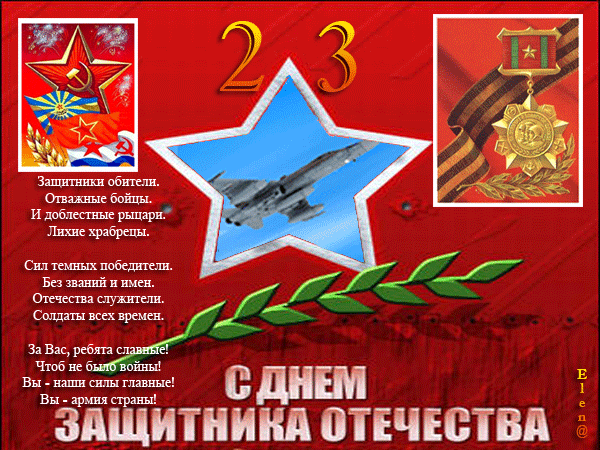 2 3
Защитники обители.
Отважные бойцы.
И доблестные рыцари.
Лихие храбрецы.
Сил темных победители.
Без званий и имен.
Отечества служители.
Солдаты всех времен.
За Вас, ребята славные!
Чтоб не было войны!
Вы - наши силы главные!
Вы - армия страны!
С ДНЕМ
ЗАЩИТНИКА ОТЕЧЕСТВА
Elen@